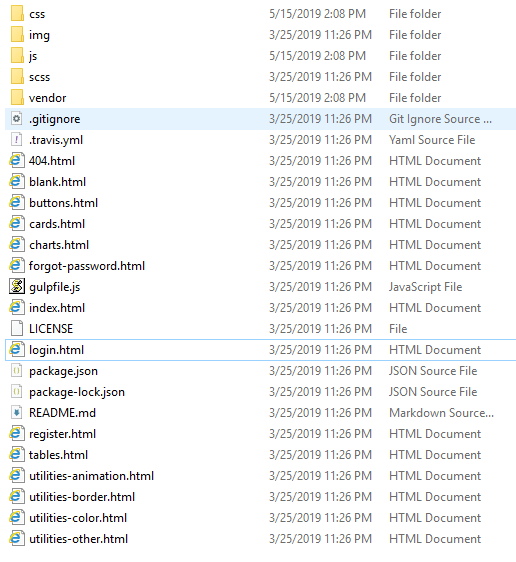 css 5/15/2019 2:08 PM File folder
img 3/25/2019 11:26 PM File folder
js 5/15/2019 2:08 PM File folder
scss 3/25/2019 11:26 PM File folder
vendor 5/15/2019 2:08 PM File folder
.gitignore 3/25/2019 11:26 PM Git Ignore Source ...
.travis.yml 3/25/2019 11:26 PM Yaml Source File
404.html 3/25/2019 11:26 PM HTML Document
blank.html 3/25/2019 11:26 PM HTML Document
buttons.html 3/25/2019 11:26 PM HTML Document
cards.html 3/25/2019 11:26 PM HTML Document
charts.html 3/25/2019 11:26 PM HTML Document
forgot-password.html 3/25/2019 11:26 PM HTML Document
gulpfile.js 3/25/2019 11:26 PM JavaScript File
index.html 3/25/2019 11:26 PM HTML Document
LICENSE 3/25/2019 11:26 PM File
login.html 3/25/2019 11:26 PM HTML Document
package.json 3/25/2019 11:26 PM JSON Source File
package-lock.json 3/25/2019 11:26 PM JSON Source File
README.md 3/25/2019 11:26 PM Markdown Source...
register.html 3/25/2019 11:26 PM HTML Document
tables.html 3/25/2019 11:26 PM HTML Document
utilities-animation.html 3/25/2019 11:26 PM HTML Document
utilities-border.html 3/25/2019 11:26 PM HTML Document
utilities-color.html 3/25/2019 11:26 PM HTML Document
utilities-other.html 3/25/2019 11:26 PM HTML Document